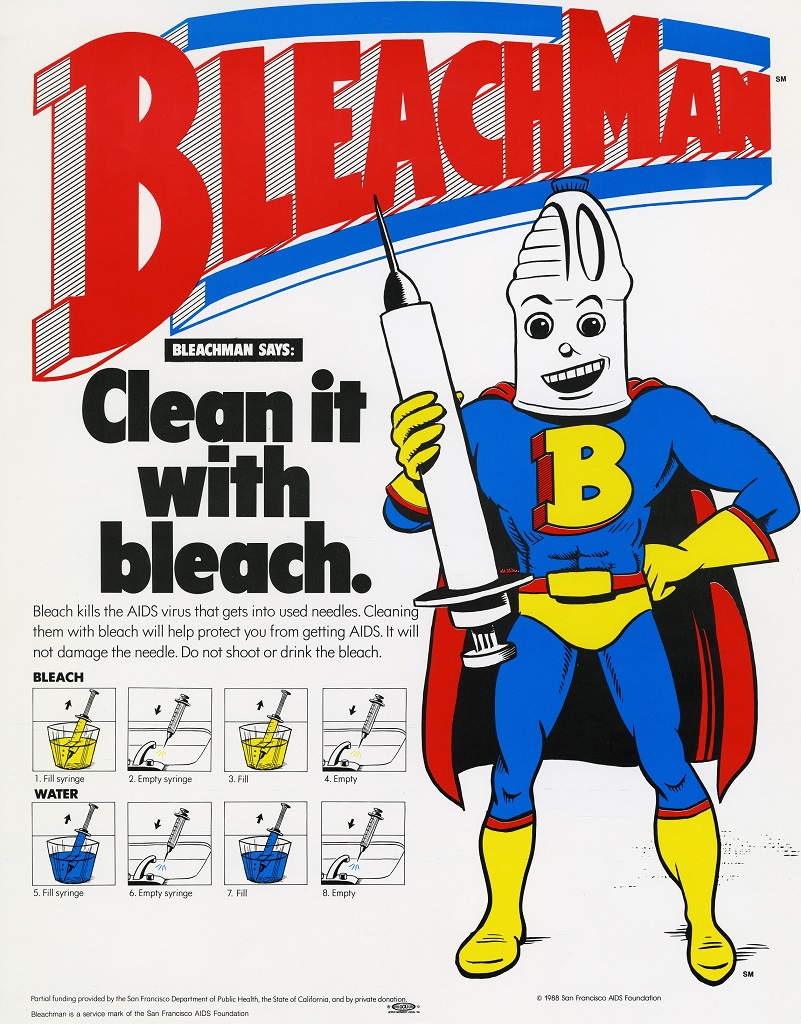 BLEACHMAN SM
BLEACHMAN SAYS:
Clean it
with
bleach.
B
Bleach kills the AIDS virus that gets into used needles. Cleaning
them with bleach will help protect you from getting AIDS. It will
not damage the needle. Do not shoot or drink the bleach.
BLEACH
1. Fill syringe 2. Empty syringe 3. Fill 4. Empty
WATER
5. Fill syringe 6. Empty syringe 7. Fill 8. Empty
SM
Partial funding provided by the San Francisco Department of Public Health, the State of California, and by private donation.
© 1988 San Francisco AIDS Foundation
Bleachman is a service mark of the San Francisco AIDS Foundation